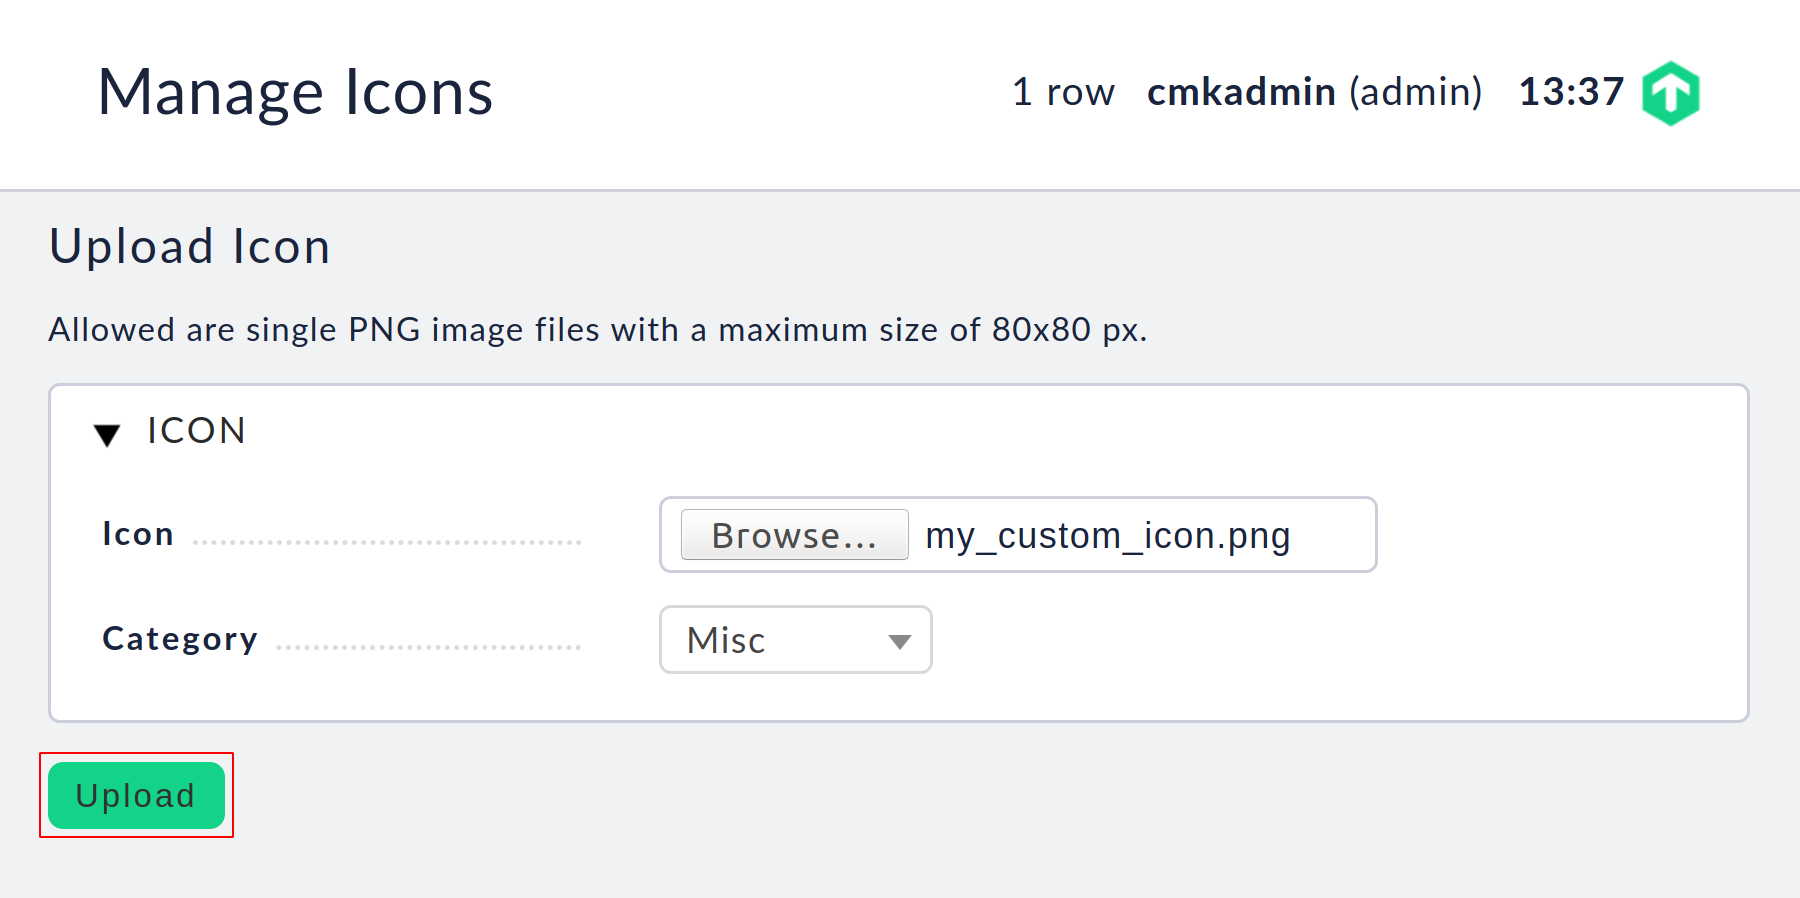 Manage Icons
1 row cmkadmin (admin) 13:37
Upload Icon
Allowed are single PNG image files with a maximum size of 80x80 px.
ICON
Icon
Browse... my_custom_icon.png
Category
Misc
Upload